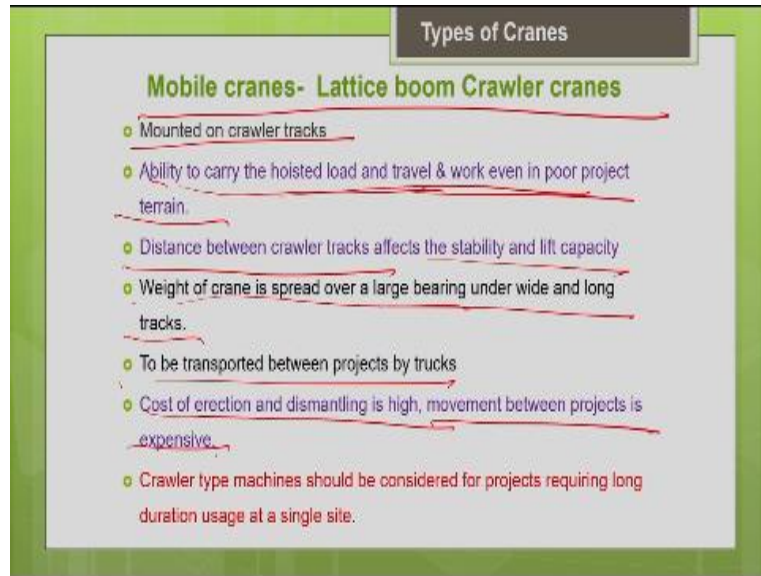 Types of Cranes
Mobile cranes- Lattice boom Crawler cranes
Mounted on crawler tracks
Ability to carry the hoisted load and travel & work even in poor project
terrain.
Distance between crawler tracks affects the stability and lift capacity
Weight of crane is spread over a large bearing under wide and long
tracks.
To be transported between projects by trucks
Cost of erection and dismantling is high, movement between projects is
expensive.
Crawler type machines should be considered for projects requiring long
duration usage at a single site.